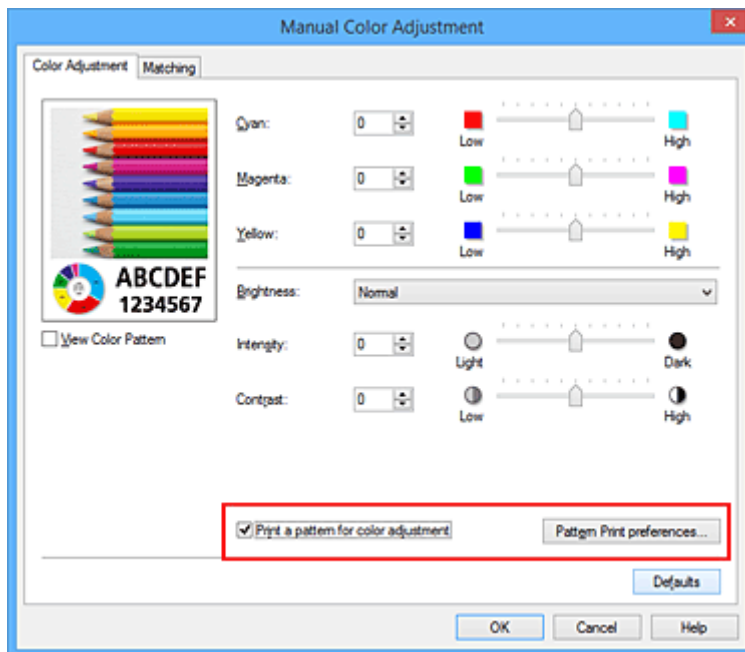 Manual Color Adjustment
x
Color Adjustment
Matching
ABCDEF
1234567
View Color Pattern
Cyan: 0 Low High
Magenta: 0 Low High
Yellow: 0 Low High
Brightness: Normal
Intensity: 0 Light Dark
Contrast: 0 Low High
Print a pattern for color adjustment
Pattern Print preferences...
Defaults
OK
Cancel
Help